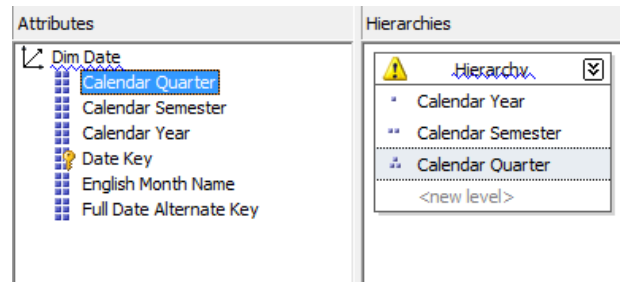 Attributes
Dim Date
Calendar Quarter
Calendar Semester
Calendar Year
Date Key
English Month Name
Full Date Alternate Key
Hierarchies
Hierarchy
Calendar Year
Calendar Semester
Calendar Quarter
<new level>